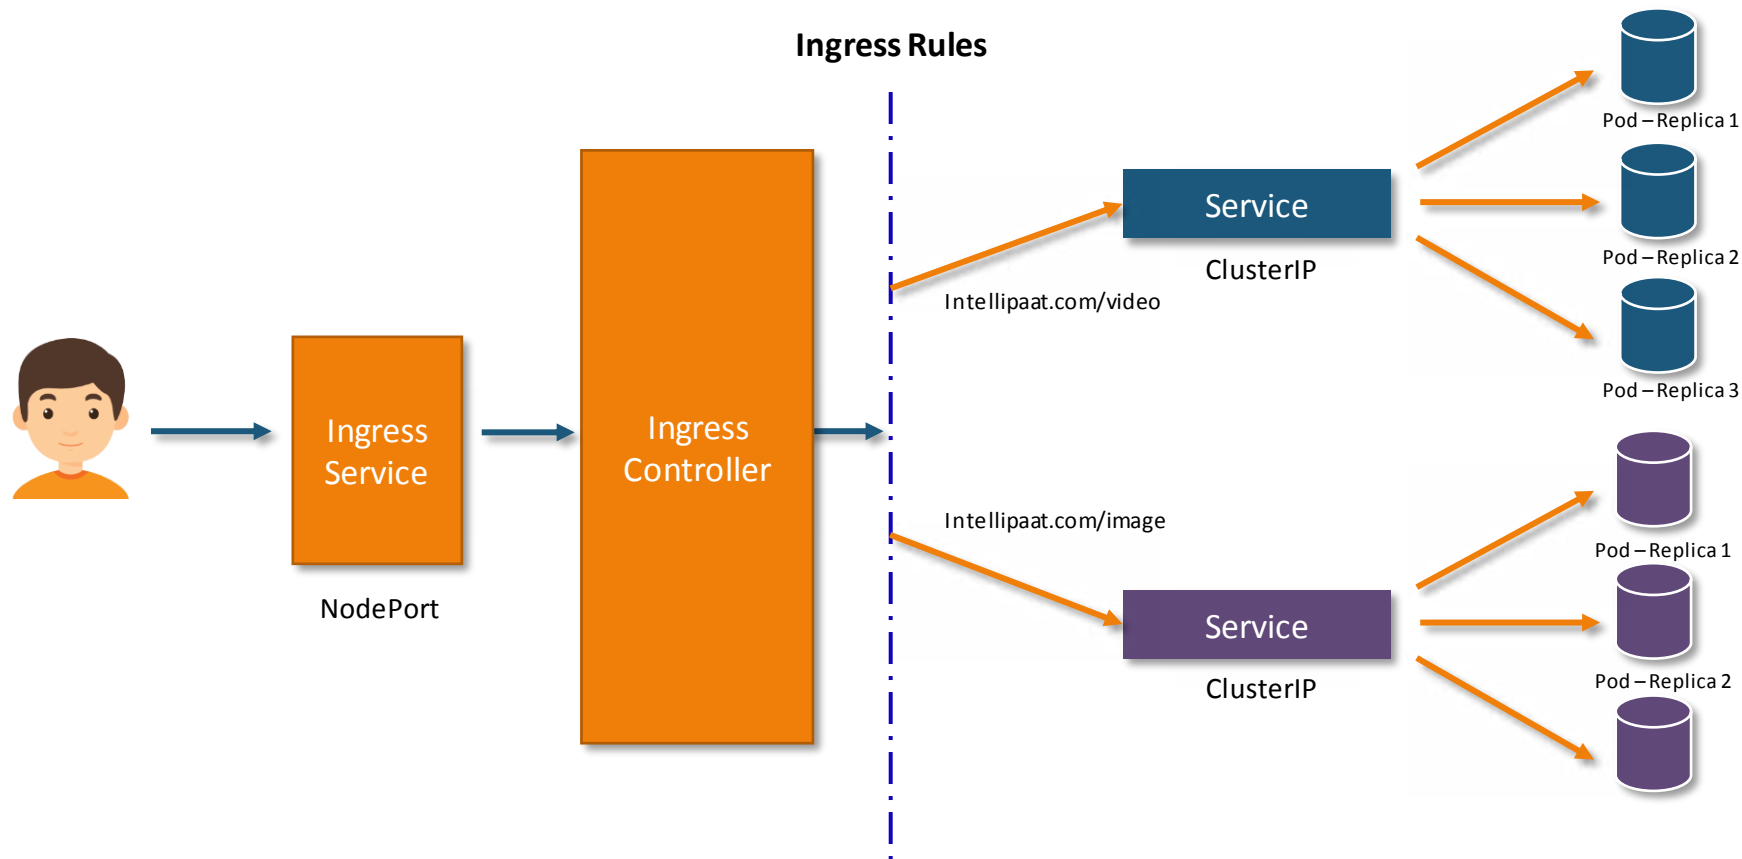 Ingress Rules
Ingress
Service
NodePort
Ingress
Controller
Intellipaat.com/video
Service
ClusterIP
Pod – Replica 1
Pod – Replica 2
Pod – Replica 3
Intellipaat.com/image
Service
ClusterIP
Pod – Replica 1
Pod – Replica 2